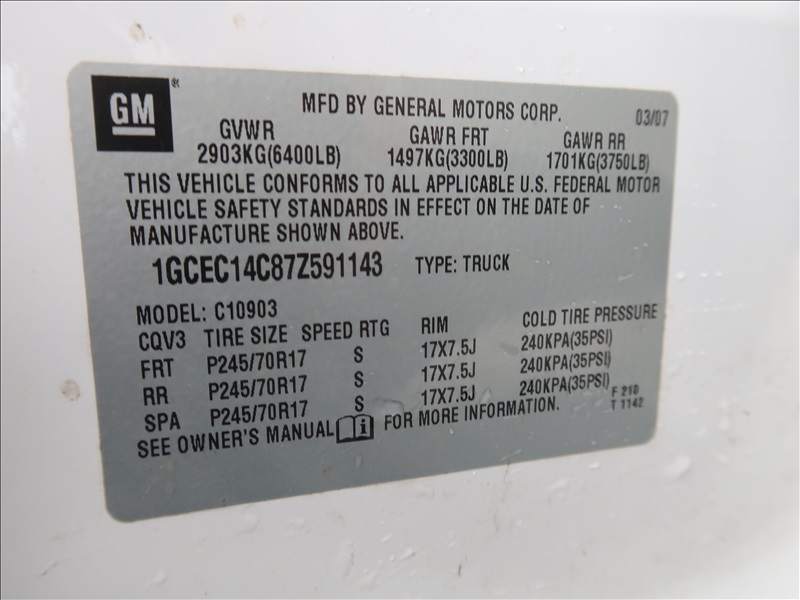 GM®
MFD BY GENERAL MOTORS CORP. 03/07
GVWR GAWR FRT GAWR RR
2903KG(6400LB) 1497KG(3300LB) 1701KG(3750LB)
THIS VEHICLE CONFORMS TO ALL APPLICABLE U.S. FEDERAL MOTOR
VEHICLE SAFETY STANDARDS IN EFFECT ON THE DATE OF
MANUFACTURE SHOWN ABOVE.
1GCEC14C87Z591143 TYPE: TRUCK
MODEL: C10903
CQV3 TIRE SIZE SPEED RTG RIM COLD TIRE PRESSURE
FRT P245/70R17 S 17X7.5J 240KPA(35PSI)
RR P245/70R17 S 17X7.5J 240KPA(35PSI)
SPA P245/70R17 S 17X7.5J 240KPA(35PSI)
F 210
T 1142
SEE OWNER'S MANUAL FOR MORE INFORMATION.